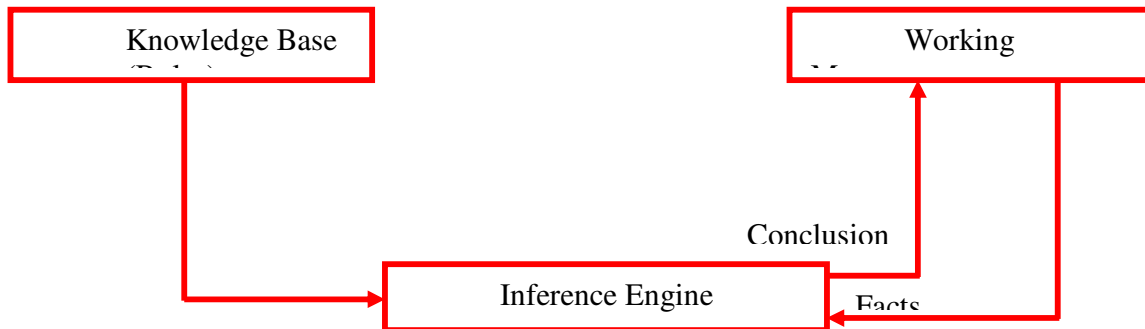 Knowledge Base
Working
Conclusion
Inference Engine
Facts